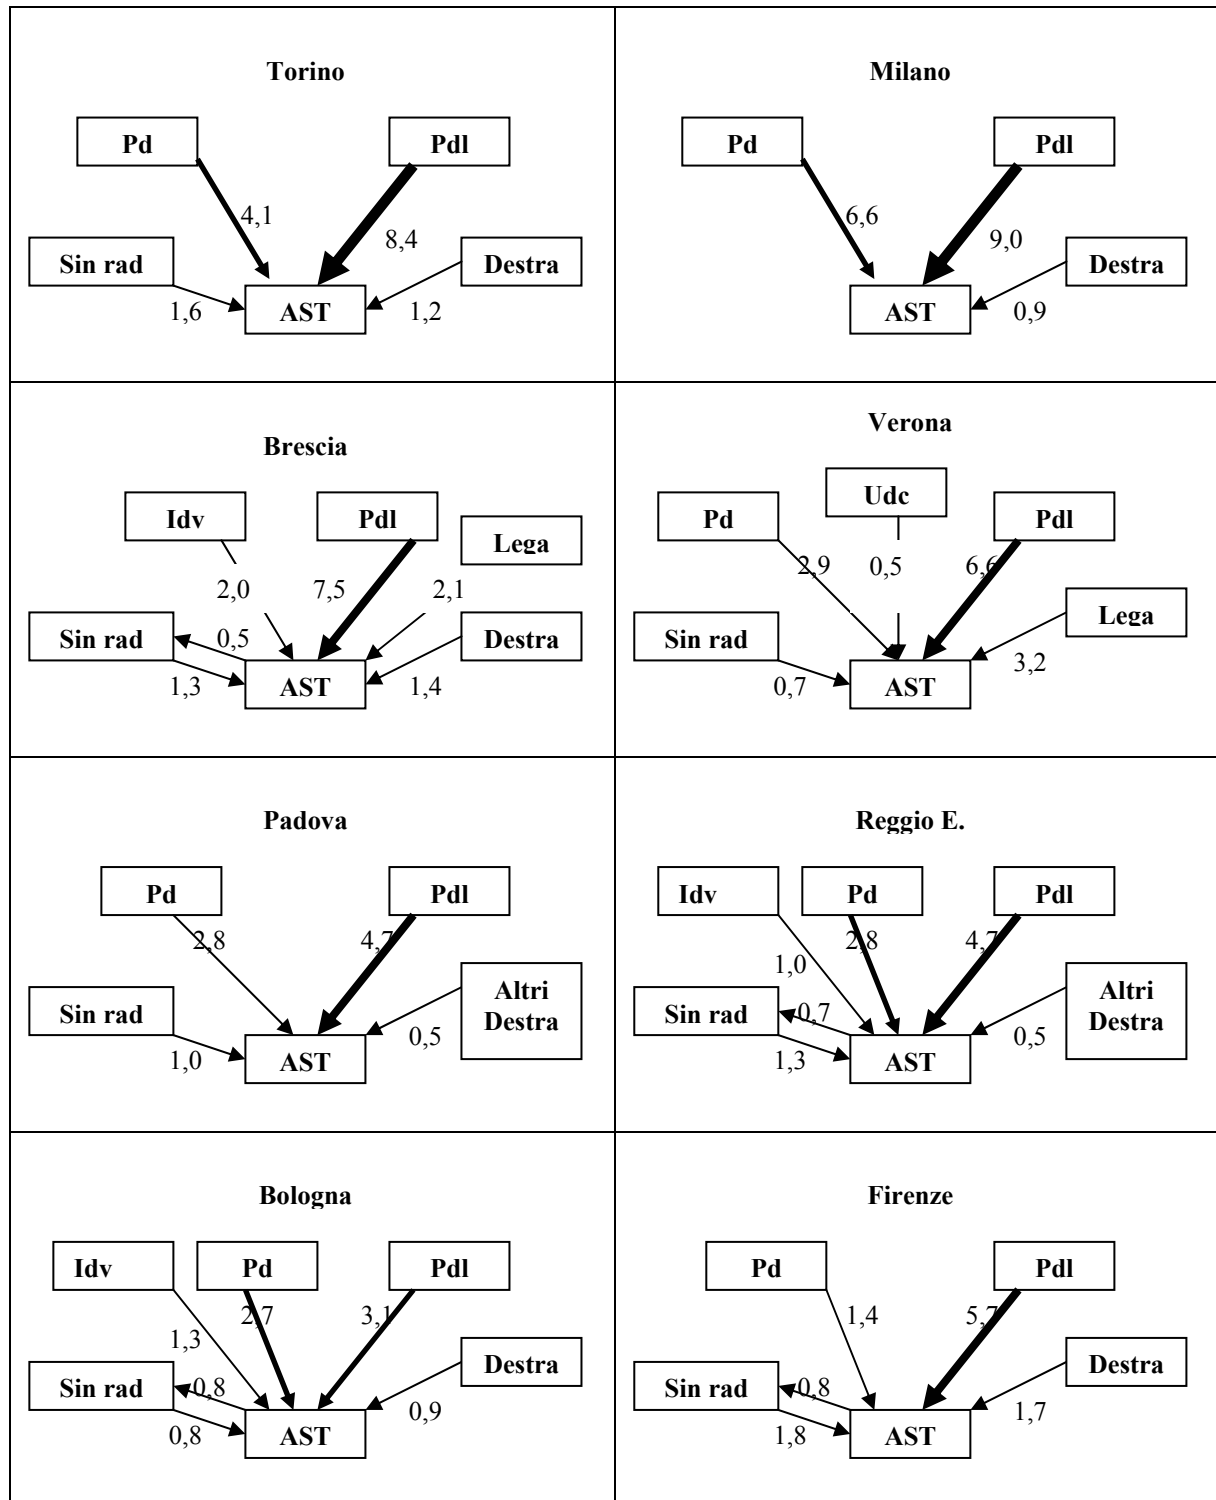 Torino
Pd
Pdl
4,1
8,4
Sin rad
Destra
1,6
AST
1,2
Milano
Pd
Pdl
6,6
9,0
Destra
AST
0,9
Brescia
Idv
Pdl
Lega
2,0
7,5
2,1
Sin rad
0,5
Destra
1,3
AST
1,4
Verona
Udc
Pd
Pdl
2,9
0,5
6,6
Sin rad
Lega
0,7
AST
3,2
Padova
Pd
Pdl
2,8
4,7
Sin rad
Altri
Destra
1,0
AST
0,5
Reggio E.
Idv
Pd
Pdl
1,0
2,8
4,7
Sin rad
0,7
Altri
Destra
1,3
AST
0,5
Bologna
Idv
Pd
Pdl
1,3
2,7
3,1
Sin rad
0,8
Destra
0,8
AST
0,9
Firenze
Pd
Pdl
1,4
5,7
Sin rad
0,8
Destra
1,8
AST
1,7